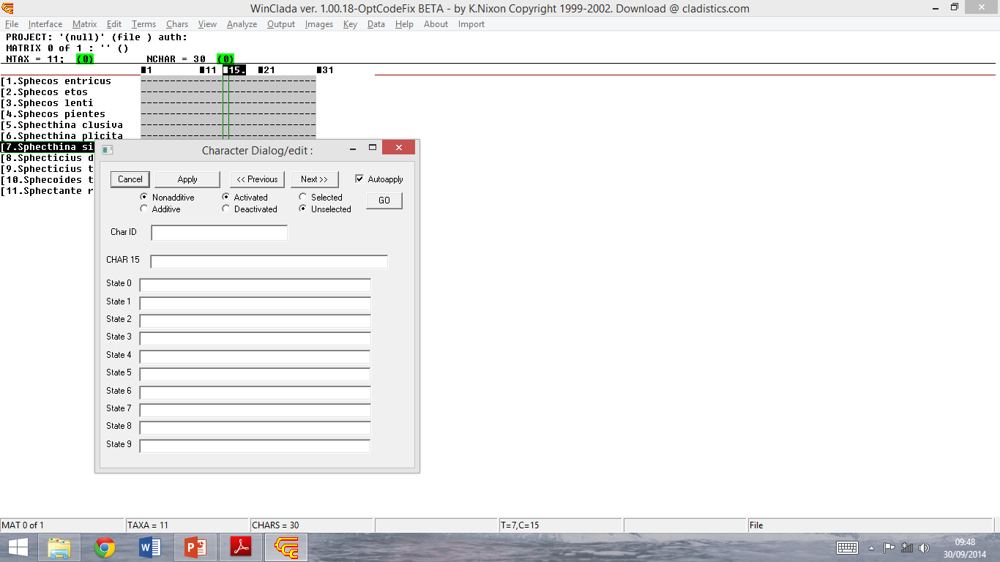 WinClada ver. 1.00.18-OptCodeFix BETA - by K.Nixon Copyright 1999-2002. Download @ cladistics.com
File Interface Matrix Edit Terms Chars View Analyze Output Images Key Data Help About Import
PROJECT: '(null)' (file ) auth:
MATRIX 0 of 1 : '' ()
NTAX = 11; (0) NCHAR = 30 (0)
1 11 15. 21 31
[1.Sphecos entricus
[2.Sphecos etos
[3.Sphecos lenti
[4.Sphecos pientes
[5.Sphecthina clusiva
[6.Sphecthina plicita
[7.Sphecthina si
[8.Sphecticius d
[9.Sphecticius t
[10.Sphecoides t
[11.Sphectante r
Character Dialog/edit :
Cancel Apply << Previous Next >> Autoapply
Nonadditive Activated Selected GO
Additive Deactivated Unselected
Char ID
CHAR 15
State 0
State 1
State 2
State 3
State 4
State 5
State 6
State 7
State 8
State 9
MAT 0 of 1 TAXA = 11 CHARS = 30 T=7,C=15 File
09:48
30/09/2014